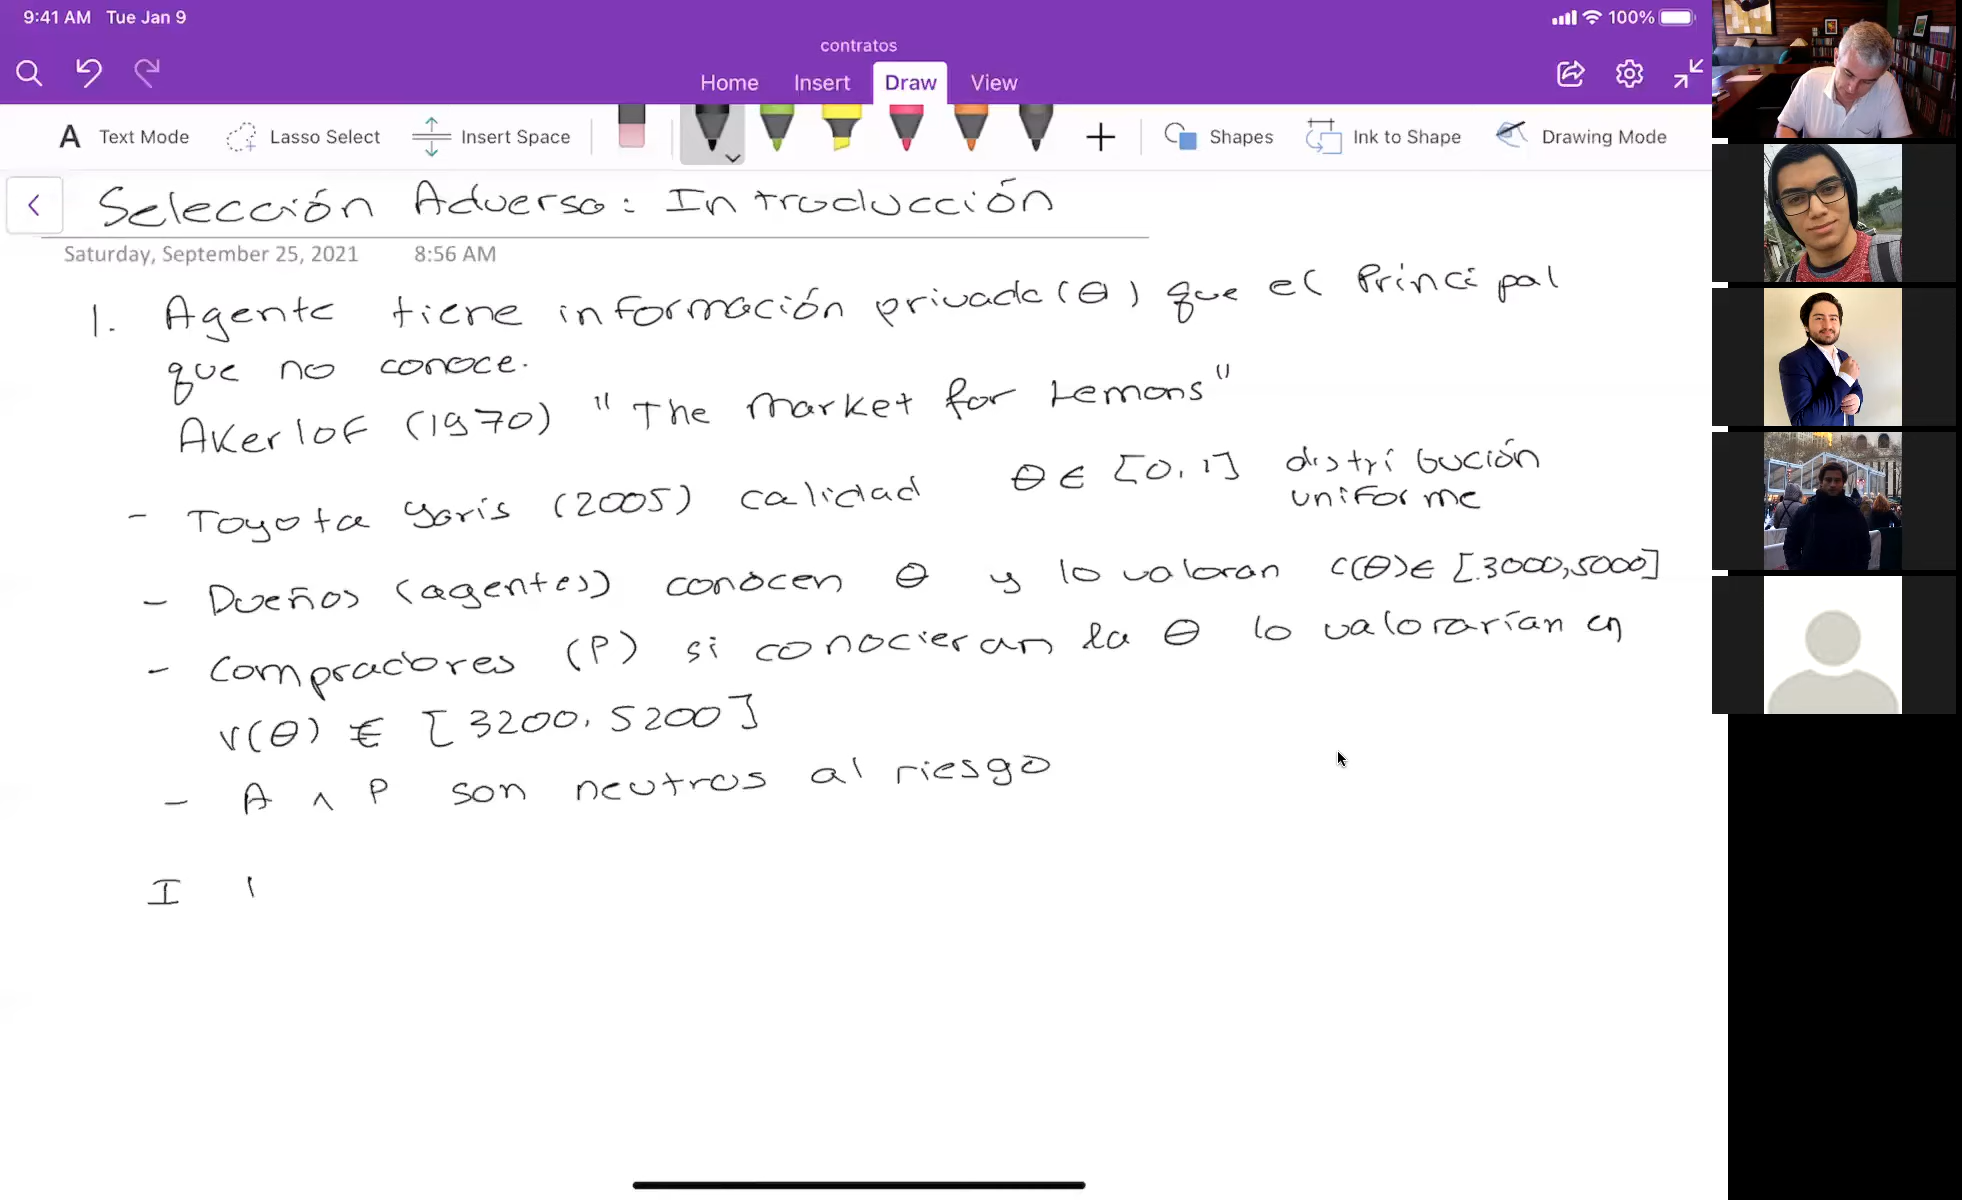 9:41 AM Tue Jan 9
100%
contratos
Home Insert Draw View
Text Mode Lasso Select Insert Space Shapes Ink to Shape Drawing Mode
Selección Adversa: Introducción
Saturday, September 25, 2021 8:56 AM
1. Agente tiene información privada (θ) que el Principal
que no conoce.
Akerlof (1970) "The Market for Lemons"
- Toyota Yaris (2005) calidad θ ∈ [0,1] distribución
uniforme
- Dueños (agentes) conocen θ y lo valoran c(θ) ∈ [3000,5000]
- Compradores (P) si conocieran la θ lo valorarían en
v(θ) ∈ [3200, 5200]
- A ∧ P son neutros al riesgo
I